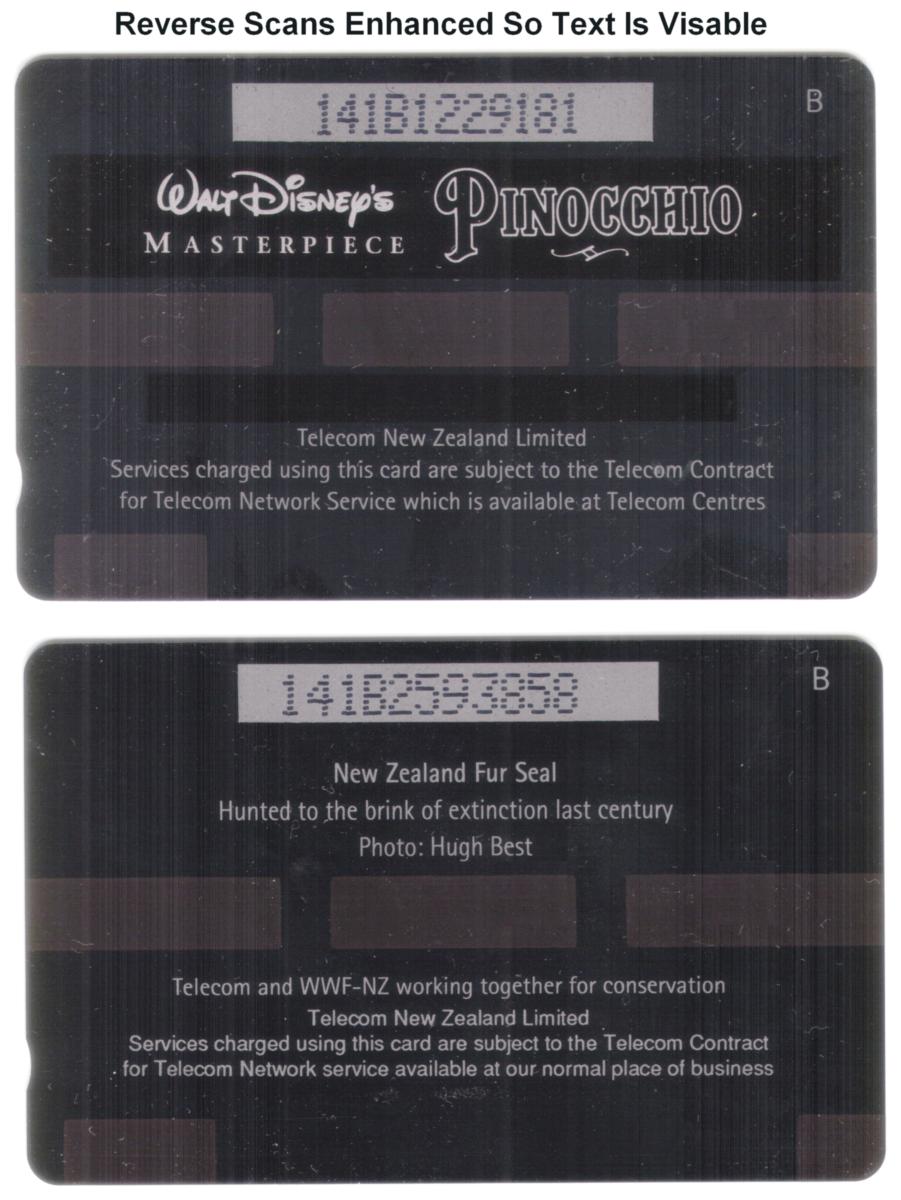 Reverse Scans Enhanced So Text Is Visable
141B1229181
B
WALT DISNEY'S
MASTERPIECE
PINOCCHIO
Telecom New Zealand Limited
Services charged using this card are subject to the Telecom Contract
for Telecom Network Service which is available at Telecom Centres
141B2593858
B
New Zealand Fur Seal
Hunted to the brink of extinction last century
Photo: Hugh Best
Telecom and WWF-NZ working together for conservation
Telecom New Zealand Limited
Services charged using this card are subject to the Telecom Contract
for Telecom Network service available at our normal place of business